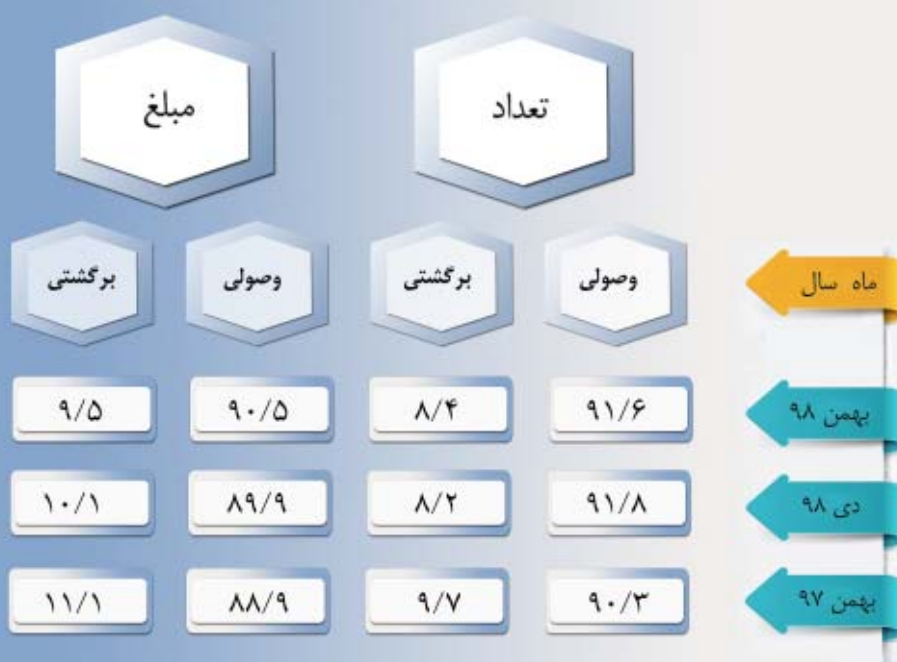 تعداد مبلغ
ماه سال وصولی برگشتی وصولی برگشتی
بهمن ۹۸ ۹۱/۶ ۸/۴ ۹۰/۵ ۹/۵
دی ۹۸ ۹۱/۸ ۸/۲ ۸۹/۹ ۱۰/۱
بهمن ۹۷ ۹۰/۳ ۹/۷ ۸۸/۹ ۱۱/۱